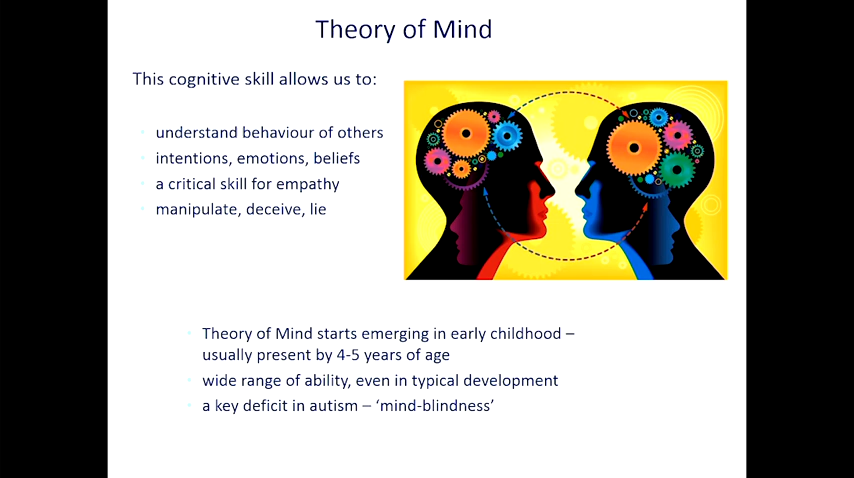 Theory of Mind
This cognitive skill allows us to:
understand behaviour of others
intentions, emotions, beliefs
a critical skill for empathy
manipulate, deceive, lie
Theory of Mind starts emerging in early childhood –
usually present by 4-5 years of age
wide range of ability, even in typical development
a key deficit in autism – ‘mind-blindness’